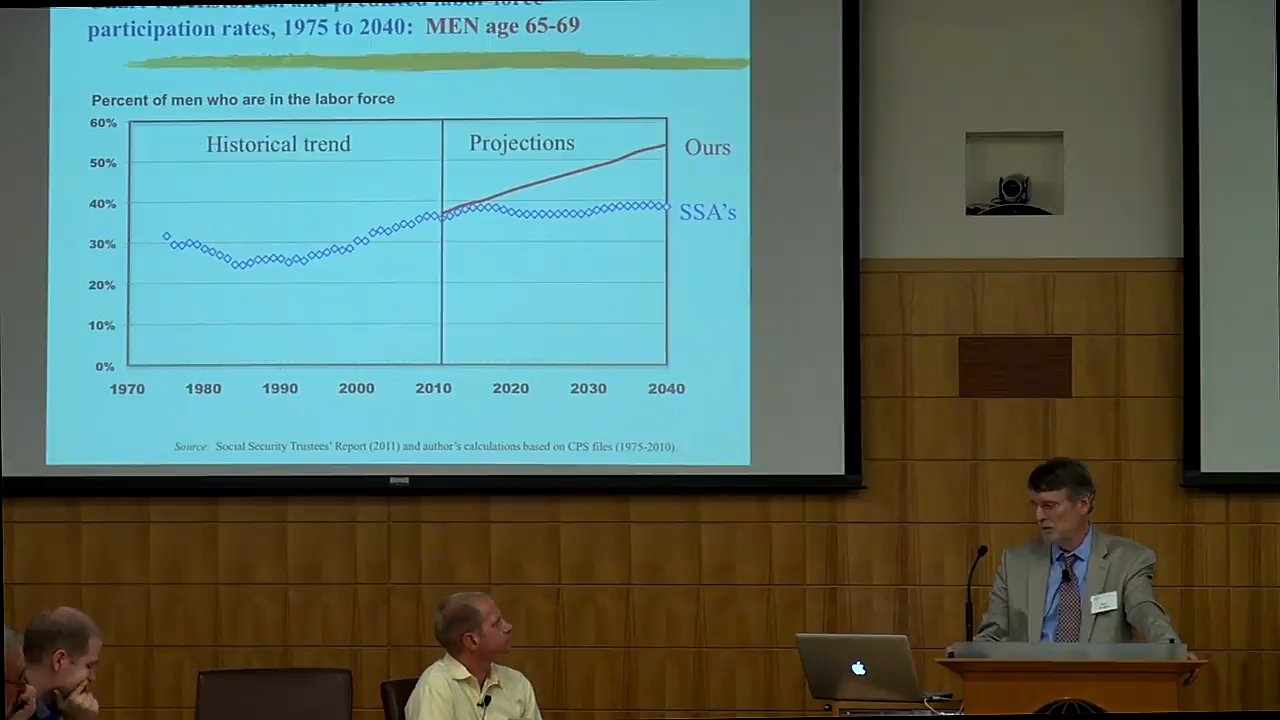 participation rates, 1975 to 2040: MEN age 65-69
Percent of men who are in the labor force
60%
Historical trend
Projections
Ours
50%
40%
SSA's
30%
20%
10%
0%
1970 1980 1990 2000 2010 2020 2030 2040
Source: Social Security Trustees' Report (2011) and author's calculations based on CPS files (1975-2010).